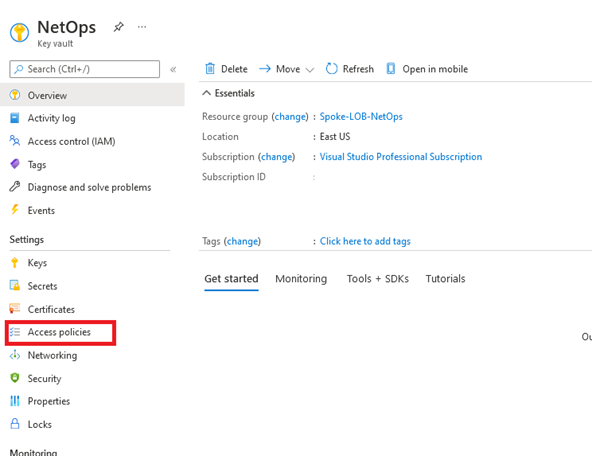 NetOps
Key vault
Search (Ctrl+/)
«
Overview
Activity log
Access control (IAM)
Tags
Diagnose and solve problems
Events
Settings
Keys
Secrets
Certificates
Access policies
Networking
Security
Properties
Locks
Monitoring
Delete Move Refresh Open in mobile
Essentials
Resource group (change) : Spoke-LOB-NetOps
Location : East US
Subscription (change) : Visual Studio Professional Subscription
Subscription ID :
Tags (change) : Click here to add tags
Get started Monitoring Tools + SDKs Tutorials